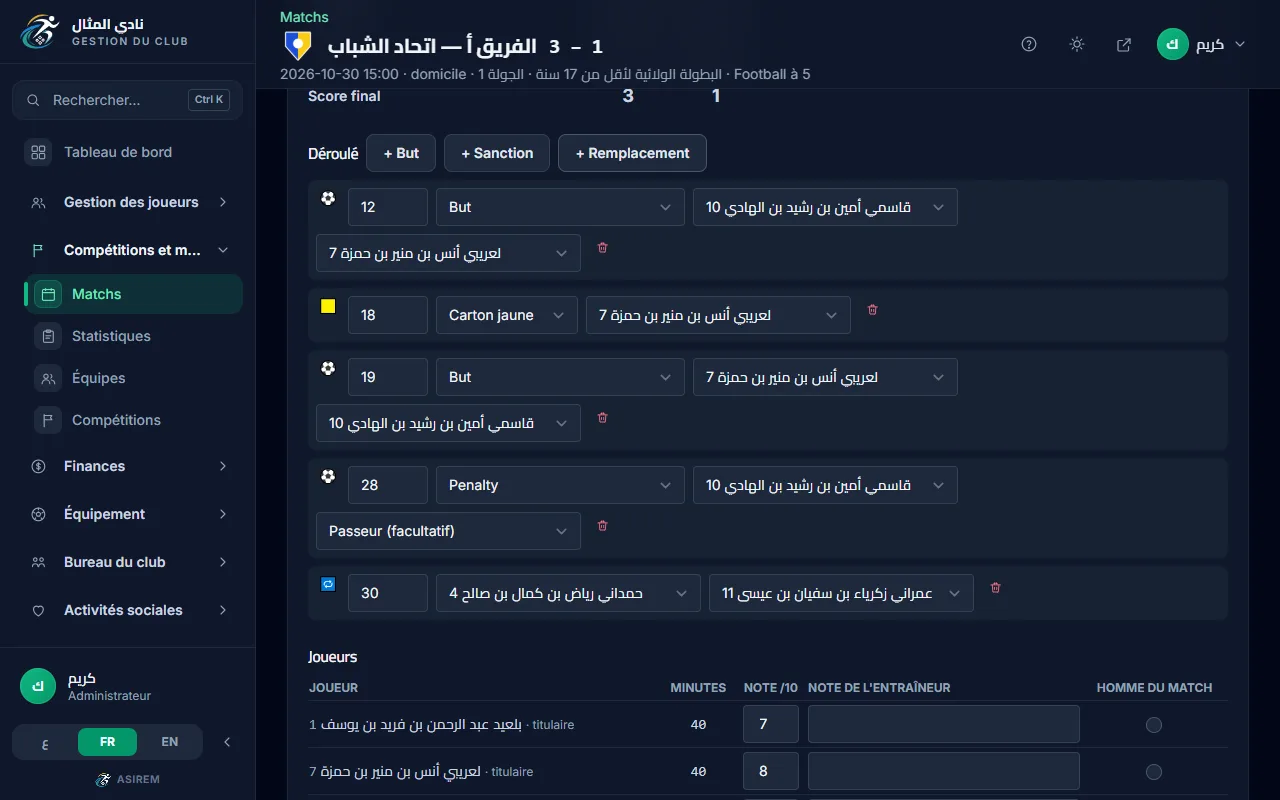 نادي المثال
GESTION DU CLUB
Rechercher...
Ctrl K
Tableau de bord
Gestion des joueurs
Compétitions et m...
Matchs
Statistiques
Équipes
Compétitions
Finances
Équipement
Bureau du club
Activités sociales
كريم
Administrateur
ع
FR
EN
ASIREM
Matchs
الفريق أ — اتحاد الشباب 3 – 1
2026-10-30 15:00 · domicile · البطولة الولائية لأقل من 17 سنة · الجولة 1 · Football à 5
ك
كريم
Score final 3 1
Déroulé
+ But
+ Sanction
+ Remplacement
12
But
10 قاسمي أمين بن رشيد بن الهادي
7 لعريبي أنس بن منير بن حمزة
18
Carton jaune
7 لعريبي أنس بن منير بن حمزة
19
But
7 لعريبي أنس بن منير بن حمزة
10 قاسمي أمين بن رشيد بن الهادي
28
Penalty
10 قاسمي أمين بن رشيد بن الهادي
Passeur (facultatif)
30
4 حمداني رياض بن كمال بن صالح
11 عمراني زكرياء بن سفيان بن عيسى
Joueurs
JOUEUR MINUTES NOTE /10 NOTE DE L'ENTRAÎNEUR HOMME DU MATCH
1 بلعيد عبد الرحمن بن فريد بن يوسف · titulaire 40 7
7 لعريبي أنس بن منير بن حمزة · titulaire 40 8
ك